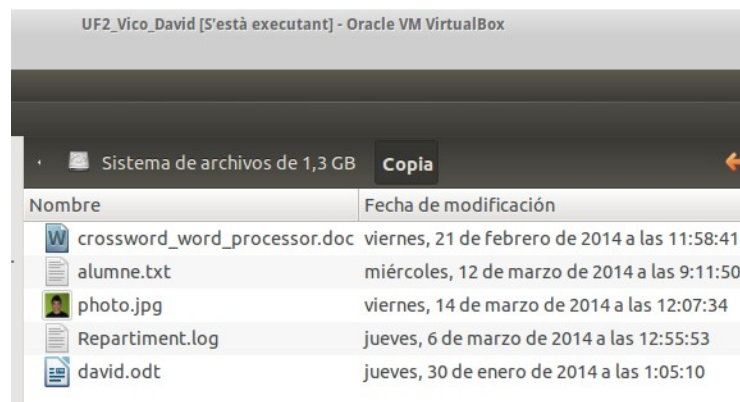 UF2_Vico_David [S'està executant] - Oracle VM VirtualBox
Sistema de archivos de 1,3 GB Copia
Nombre Fecha de modificación
crossword_word_processor.doc viernes, 21 de febrero de 2014 a las 11:58:41
alumne.txt miércoles, 12 de marzo de 2014 a las 9:11:50
photo.jpg viernes, 14 de marzo de 2014 a las 12:07:34
Repartiment.log jueves, 6 de marzo de 2014 a las 12:55:53
david.odt jueves, 30 de enero de 2014 a las 1:05:10